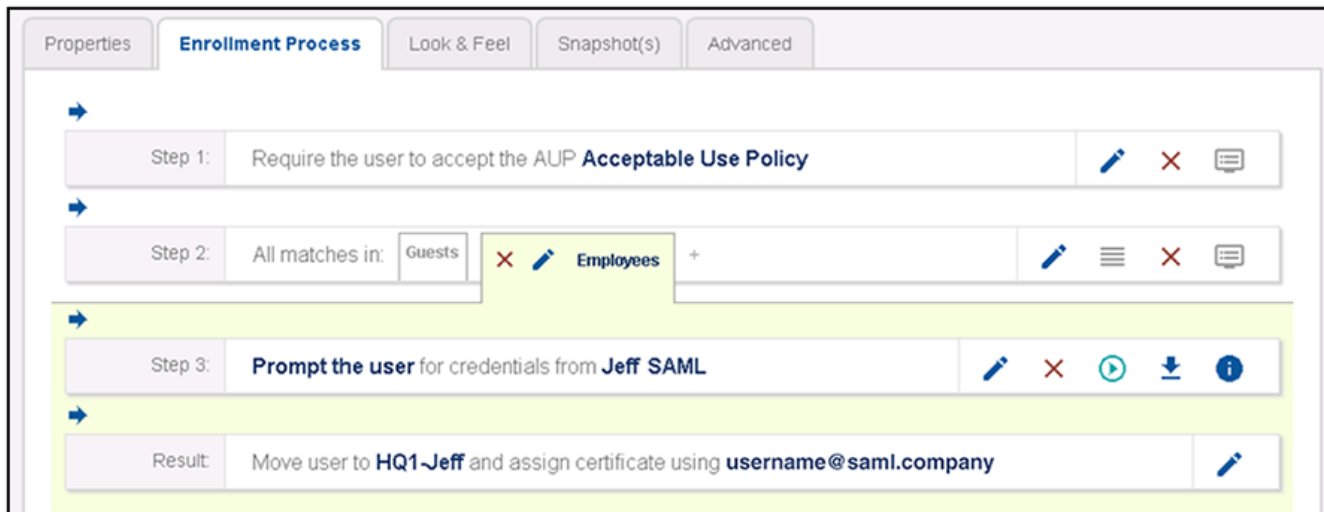 Properties Enrollment Process Look & Feel Snapshot(s) Advanced
Step 1: Require the user to accept the AUP Acceptable Use Policy
Step 2: All matches in: Guests Employees +
Step 3: Prompt the user for credentials from Jeff SAML
Result: Move user to HQ1-Jeff and assign certificate using username@saml.company